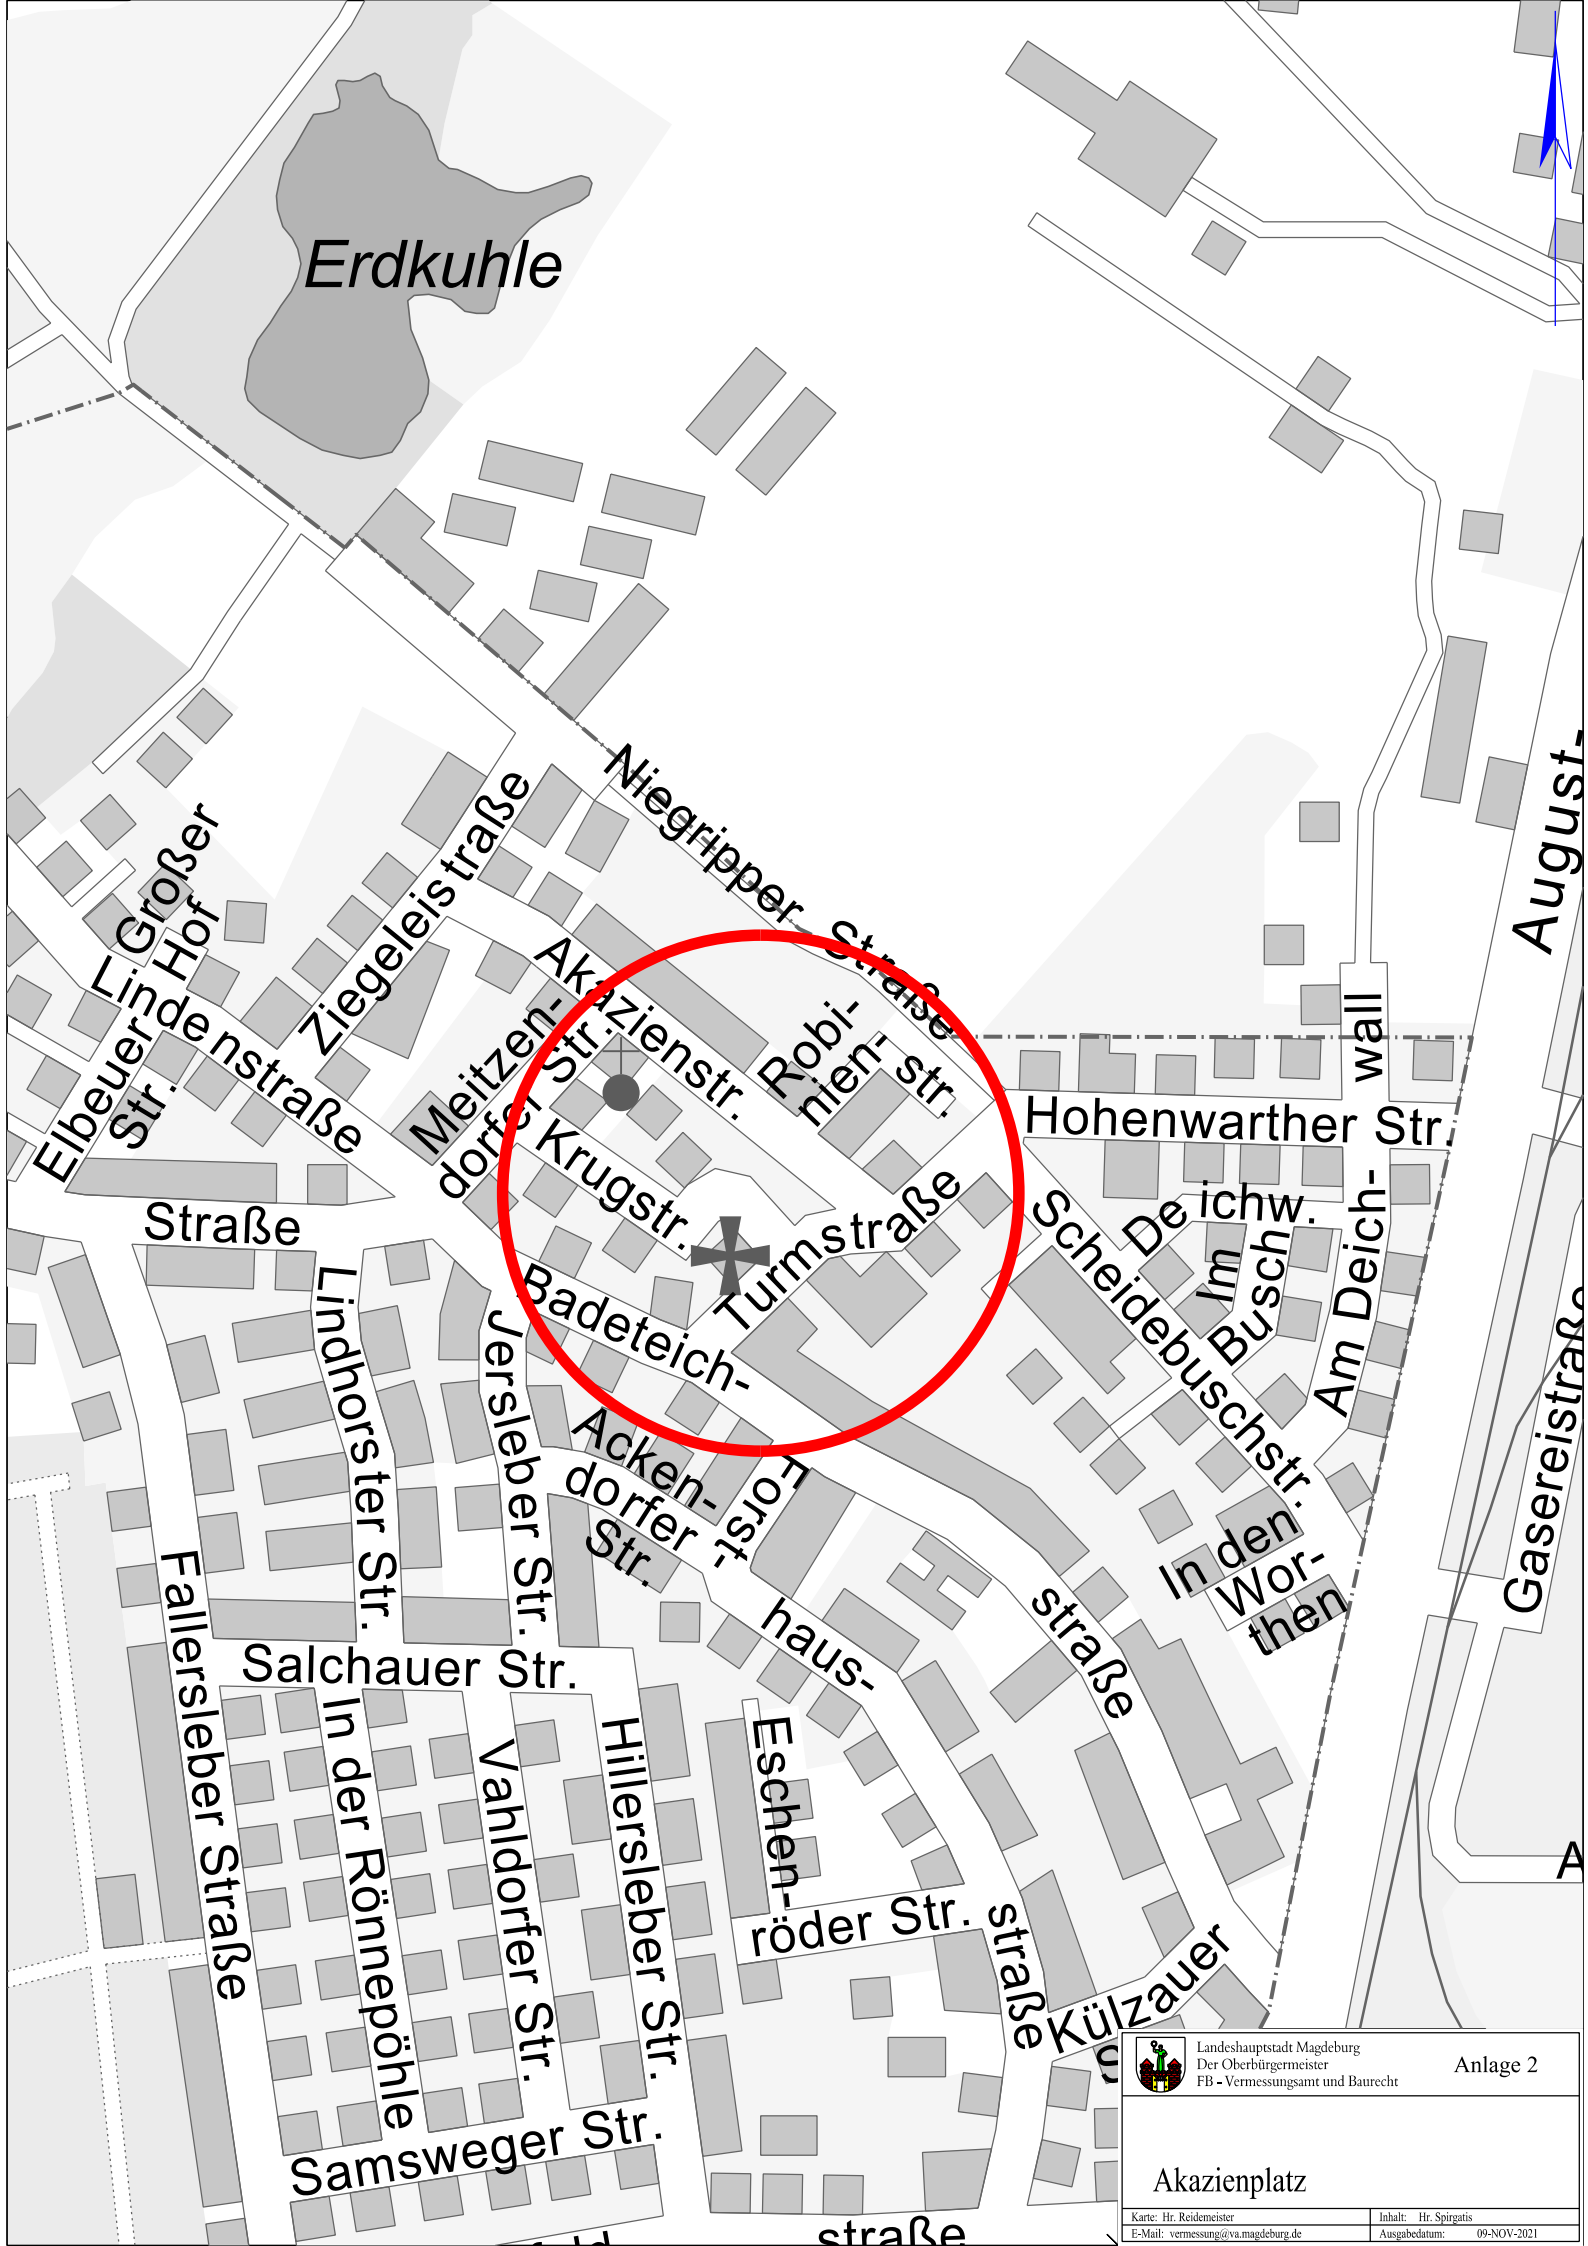 Erdkuhle
August-
Niegripper Straße
Großer
Hof
Ziegeleistraße
Lindenstraße
Elbeuer
Str.
Akazienstr.
Meitzen-
dorfer Str.
Robi-
nien- str.
Krugstr.
Turmstraße
Hohenwarther Str.
wall
Am Deich-
De ichw.
Im
Busch
Scheidebuschstr.
Gasereistraße
Straße
Badeteich-
straße
Lindhorster Str.
Jersleber Str.
Acken-
dorfer
Str.
Forst-
haus-
straße
In den
Wor-
then
Fallersleber Straße
Salchauer Str.
In der Rönnepöhle
Vahldorfer Str.
Hillersleber Str.
Eschen-
röder Str.
Külzauer
S
A
Samsweger Str.
straße
Landeshauptstadt Magdeburg
Der Oberbürgermeister
FB - Vermessungsamt und Baurecht
Anlage 2
Akazienplatz
Karte: Hr. Reidemeister
Inhalt: Hr. Spirgatis
E-Mail: vermessung@va.magdeburg.de
Ausgabedatum: 09-NOV-2021